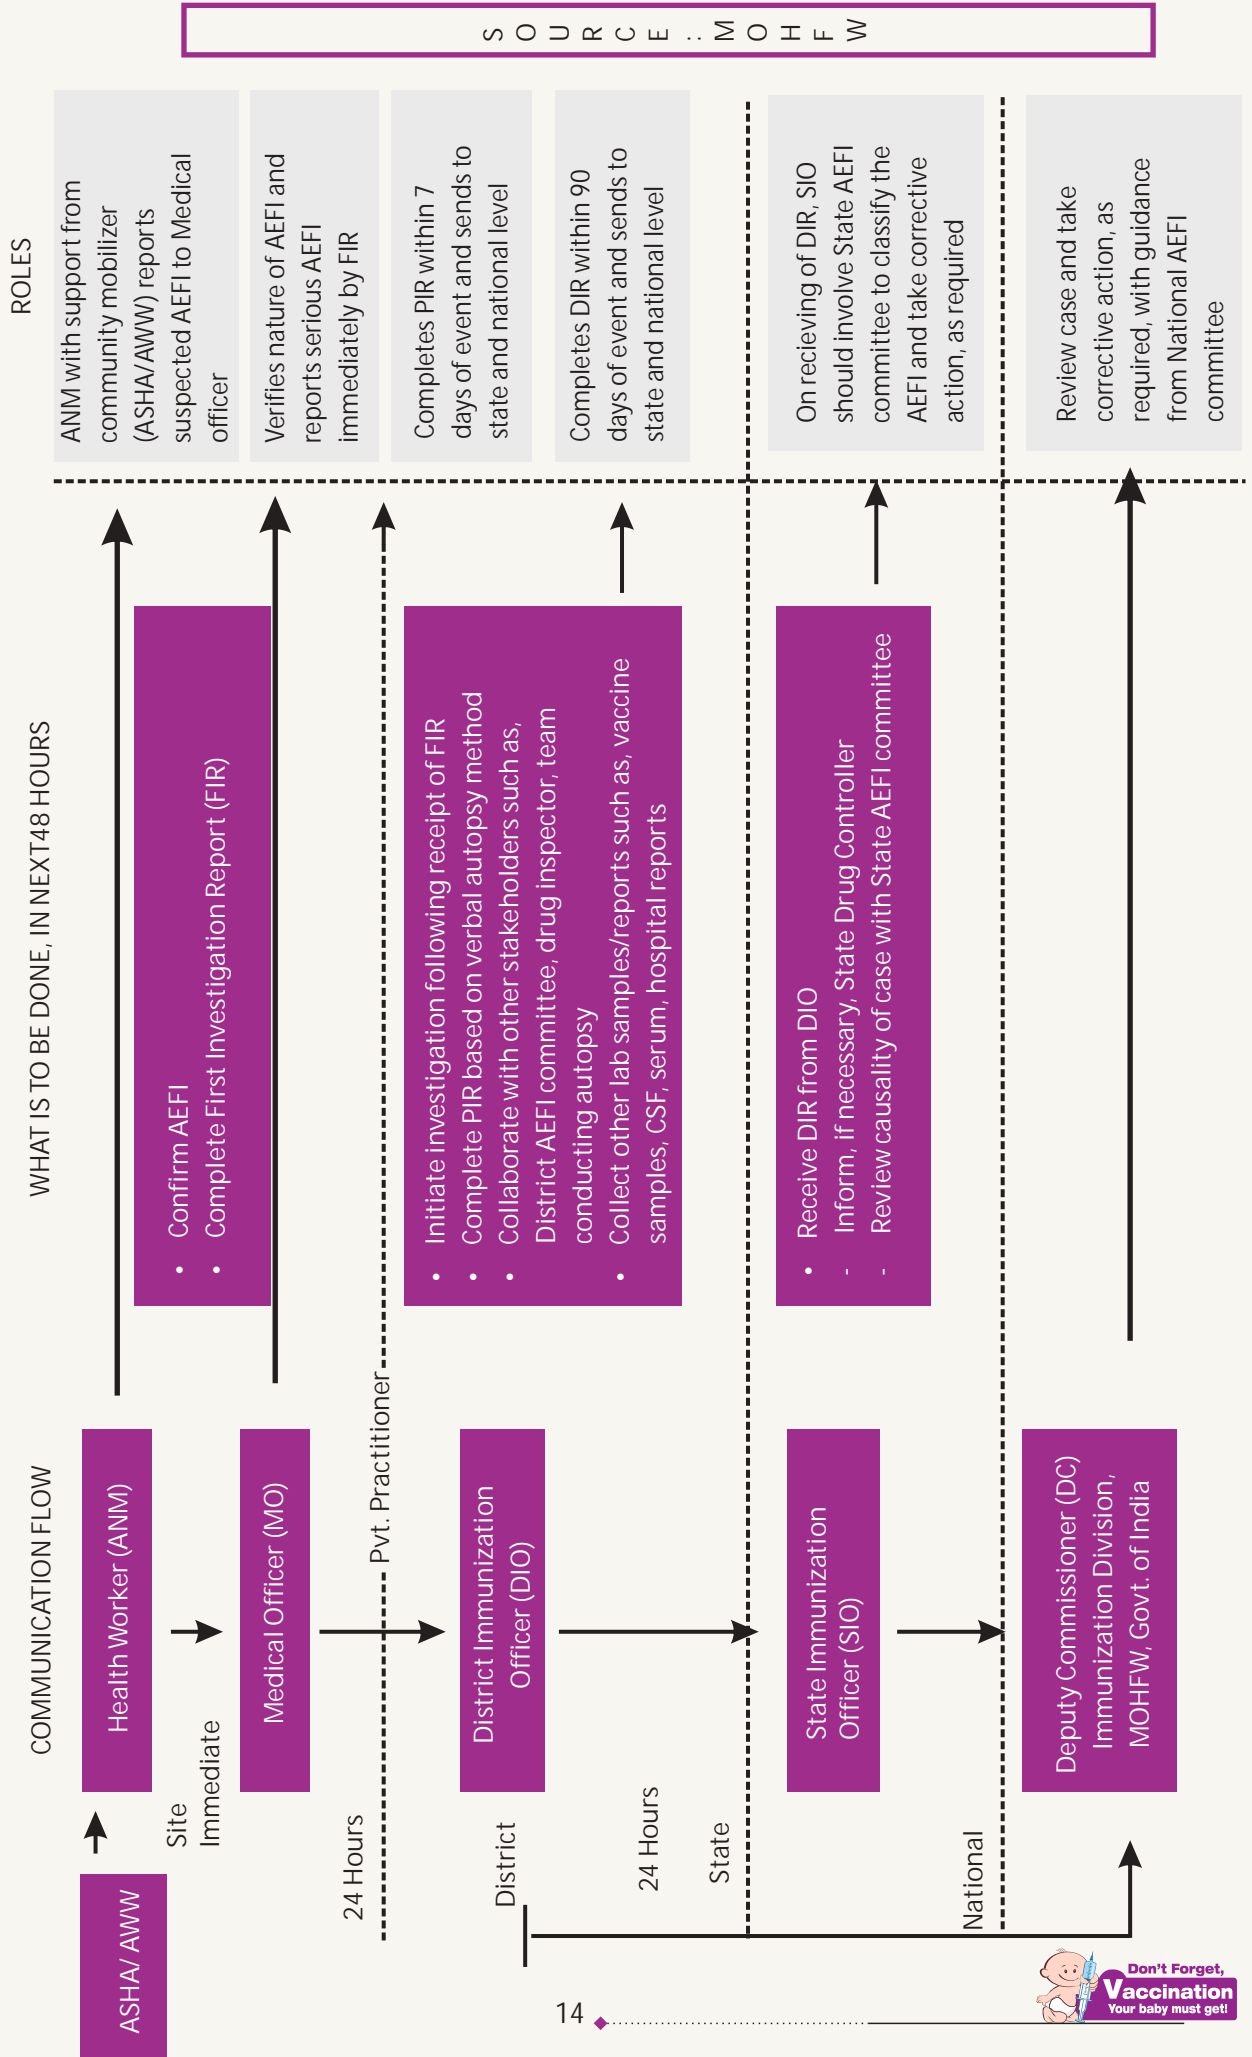 COMMUNICATION FLOW
WHAT IS TO BE DONE, IN NEXT48 HOURS
ROLES
ASHA/ AWW
Health Worker (ANM)
ANM with support from
community mobilizer
(ASHA/AWW) reports
suspected AEFI to Medical
officer
Site
Immediate
• Confirm AEFI
• Complete First Investigation Report (FIR)
Medical Officer (MO)
Verifies nature of AEFI and
reports serious AEFI
immediately by FIR
24 Hours
Pvt. Practitioner
District
District Immunization
Officer (DIO)
• Initiate investigation following receipt of FIR
• Complete PIR based on verbal autopsy method
• Collaborate with other stakeholders such as,
District AEFI committee, drug inspector, team
conducting autopsy
• Collect other lab samples/reports such as, vaccine
samples, CSF, serum, hospital reports
Completes PIR within 7
days of event and sends to
state and national level
Completes DIR within 90
days of event and sends to
state and national level
24 Hours
State
State Immunization
Officer (SIO)
• Receive DIR from DIO
- Inform, if necessary, State Drug Controller
- Review causality of case with State AEFI committee
On recieving of DIR, SIO
should involve State AEFI
committee to classify the
AEFI and take corrective
action, as required
National
Deputy Commissioner (DC)
Immunization Division,
MOHFW, Govt. of India
Review case and take
corrective action, as
required, with guidance
from National AEFI
committee
SOURCE:MOHFW
14
Don't Forget,
Vaccination
Your baby must get!